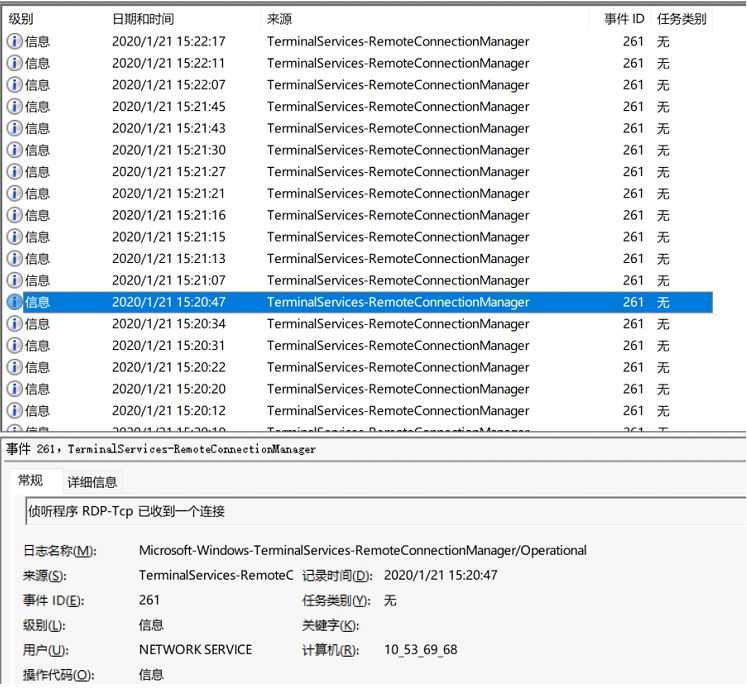 级别 日期和时间 来源 事件 ID 任务类别
信息 2020/1/21 15:22:17 TerminalServices-RemoteConnectionManager 261 无
信息 2020/1/21 15:22:11 TerminalServices-RemoteConnectionManager 261 无
信息 2020/1/21 15:22:07 TerminalServices-RemoteConnectionManager 261 无
信息 2020/1/21 15:21:45 TerminalServices-RemoteConnectionManager 261 无
信息 2020/1/21 15:21:43 TerminalServices-RemoteConnectionManager 261 无
信息 2020/1/21 15:21:30 TerminalServices-RemoteConnectionManager 261 无
信息 2020/1/21 15:21:27 TerminalServices-RemoteConnectionManager 261 无
信息 2020/1/21 15:21:21 TerminalServices-RemoteConnectionManager 261 无
信息 2020/1/21 15:21:16 TerminalServices-RemoteConnectionManager 261 无
信息 2020/1/21 15:21:15 TerminalServices-RemoteConnectionManager 261 无
信息 2020/1/21 15:21:13 TerminalServices-RemoteConnectionManager 261 无
信息 2020/1/21 15:21:07 TerminalServices-RemoteConnectionManager 261 无
信息 2020/1/21 15:20:47 TerminalServices-RemoteConnectionManager 261 无
信息 2020/1/21 15:20:34 TerminalServices-RemoteConnectionManager 261 无
信息 2020/1/21 15:20:31 TerminalServices-RemoteConnectionManager 261 无
信息 2020/1/21 15:20:22 TerminalServices-RemoteConnectionManager 261 无
信息 2020/1/21 15:20:20 TerminalServices-RemoteConnectionManager 261 无
信息 2020/1/21 15:20:12 TerminalServices-RemoteConnectionManager 261 无
事件 261，TerminalServices-RemoteConnectionManager
常规 详细信息
侦听程序 RDP-Tcp 已收到一个连接
日志名称(M): Microsoft-Windows-TerminalServices-RemoteConnectionManager/Operational
来源(S): TerminalServices-RemoteC 记录时间(D): 2020/1/21 15:20:47
事件 ID(E): 261 任务类别(Y): 无
级别(L): 信息 关键字(K):
用户(U): NETWORK SERVICE 计算机(R): 10_53_69_68
操作代码(O): 信息